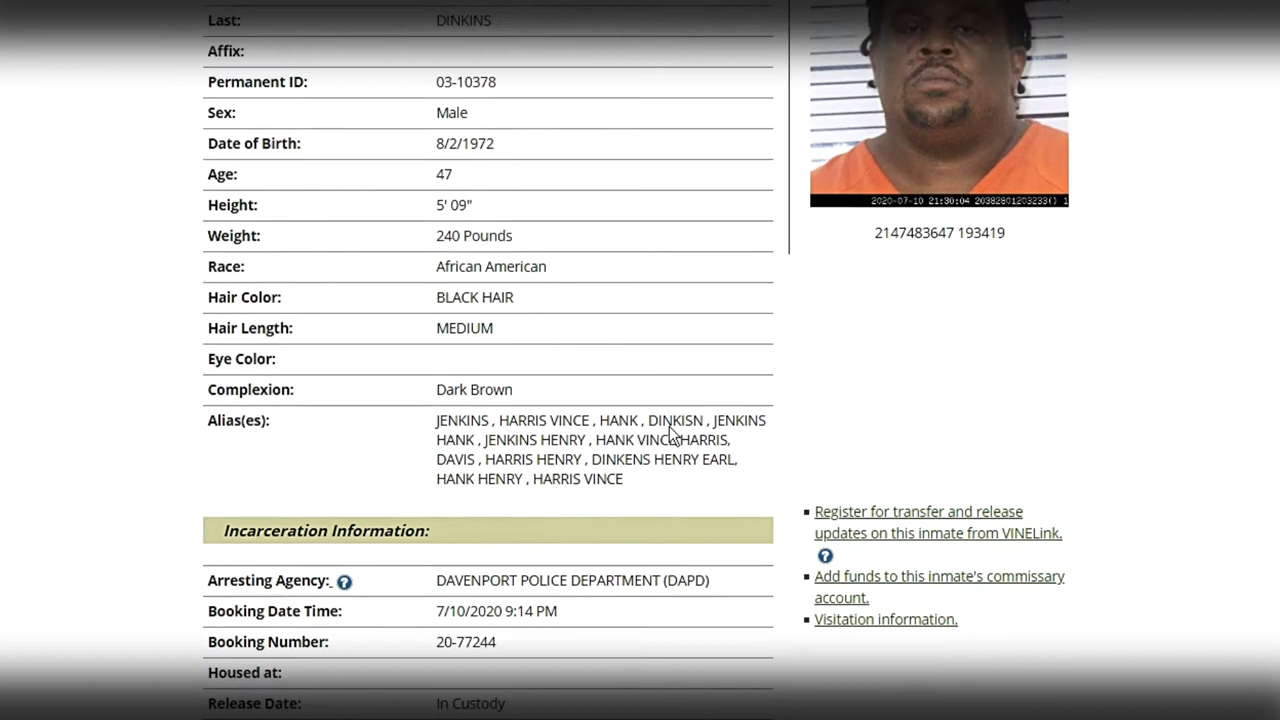 Last: DINKINS
Affix:
Permanent ID: 03-10378
Sex: Male
Date of Birth: 8/2/1972
Age: 47
Height: 5' 09"
Weight: 240 Pounds
Race: African American
Hair Color: BLACK HAIR
Hair Length: MEDIUM
Eye Color:
Complexion: Dark Brown
Alias(es): JENKINS , HARRIS VINCE , HANK , DINKISN , JENKINS
HANK , JENKINS HENRY , HANK VINC HARRIS,
DAVIS , HARRIS HENRY , DINKENS HENRY EARL,
HANK HENRY , HARRIS VINCE
Incarceration Information:
Arresting Agency: ? DAVENPORT POLICE DEPARTMENT (DAPD)
Booking Date Time: 7/10/2020 9:14 PM
Booking Number: 20-77244
Housed at:
Release Date: In Custody
2020-07-10 21:30:04 20382801203233() 1
2147483647 193419
Register for transfer and release
updates on this inmate from VINELink.
?
Add funds to this inmate's commissary
account.
Visitation information.